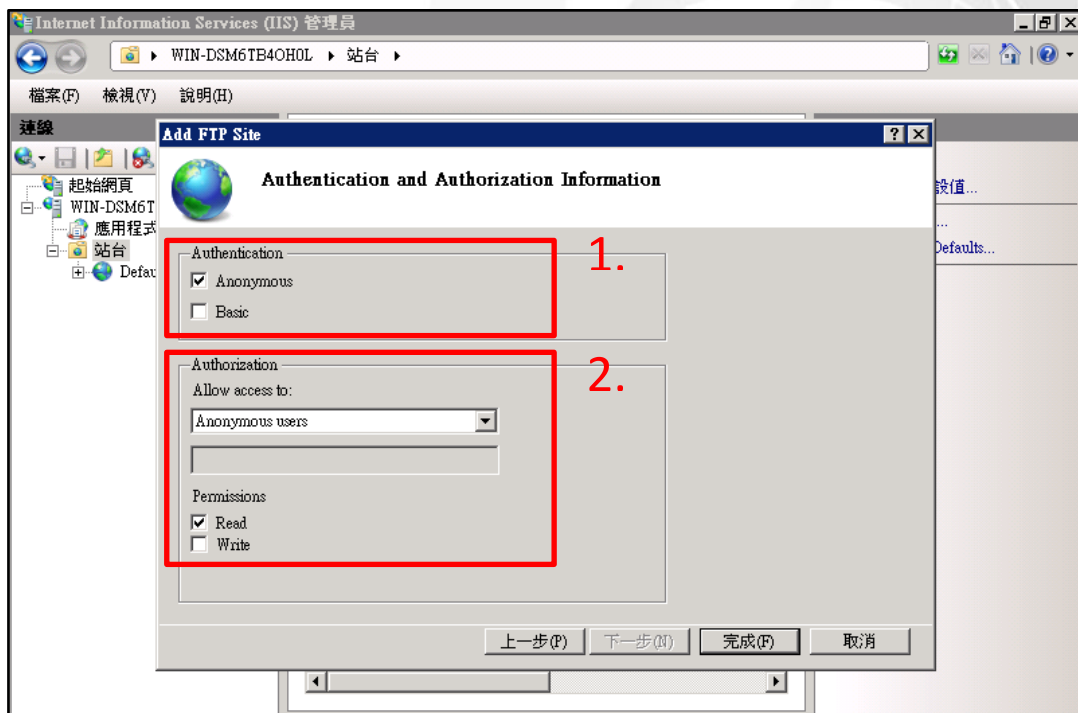 Internet Information Services (IIS) 管理員
WIN-DSM6TB4OH0L 站台
檔案(F) 檢視(V) 說明(H)
連線
起始網頁
WIN-DSM6T
應用程式
站台
Defau
Add FTP Site
Authentication and Authorization Information
Authentication
Anonymous
Basic
1.
Authorization
Allow access to:
Anonymous users
Permissions
Read
Write
2.
上一步(P) 下一步(N) 完成(F) 取消
設值...
...
Defaults...